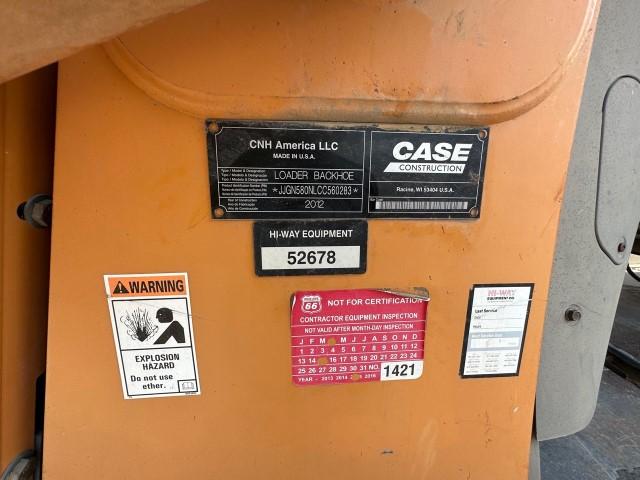 CNH America LLC
MADE IN U.S.A.
LOADER BACKHOE
*JJGN580NLCC560283*
2012
CASE
CONSTRUCTION
Racine, WI 53404 U.S.A.
HI-WAY EQUIPMENT
52678
WARNING
EXPLOSION
HAZARD
Do not use
ether.
66
NOT FOR CERTIFICATION
CONTRACTOR EQUIPMENT INSPECTION
NOT VALID AFTER MONTH-DAY INSPECTION
J F M A M J J A S O N D
1 2 3 4 5 6 7 8 9 10 11 12
13 14 16 17 18 19 20 21 22 23 24
25 26 27 28 29 30 31 NO.
YEAR - 2013 2014 2016
1421
HI-WAY
EQUIPMENT CO.
Last Service